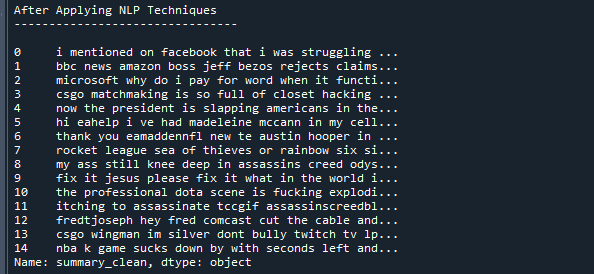 After Applying NLP Techniques
--------------------------------
0 i mentioned on facebook that i was struggling ...
1 bbc news amazon boss jeff bezos rejects claims...
2 microsoft why do i pay for word when it functi...
3 csgo matchmaking is so full of closet hacking ...
4 now the president is slapping americans in the...
5 hi eahelp i ve had madeleine mccann in my cell...
6 thank you eamaddennfl new te austin hooper in ...
7 rocket league sea of thieves or rainbow six si...
8 my ass still knee deep in assassins creed odys...
9 fix it jesus please fix it what in the world i...
10 the professional dota scene is fucking explodi...
11 itching to assassinate tccgif assassinscreedbl...
12 fredtjoseph hey fred comcast cut the cable and...
13 csgo wingman im silver dont bully twitch tv lp...
14 nba k game sucks down by with seconds left and...
Name: summary_clean, dtype: object